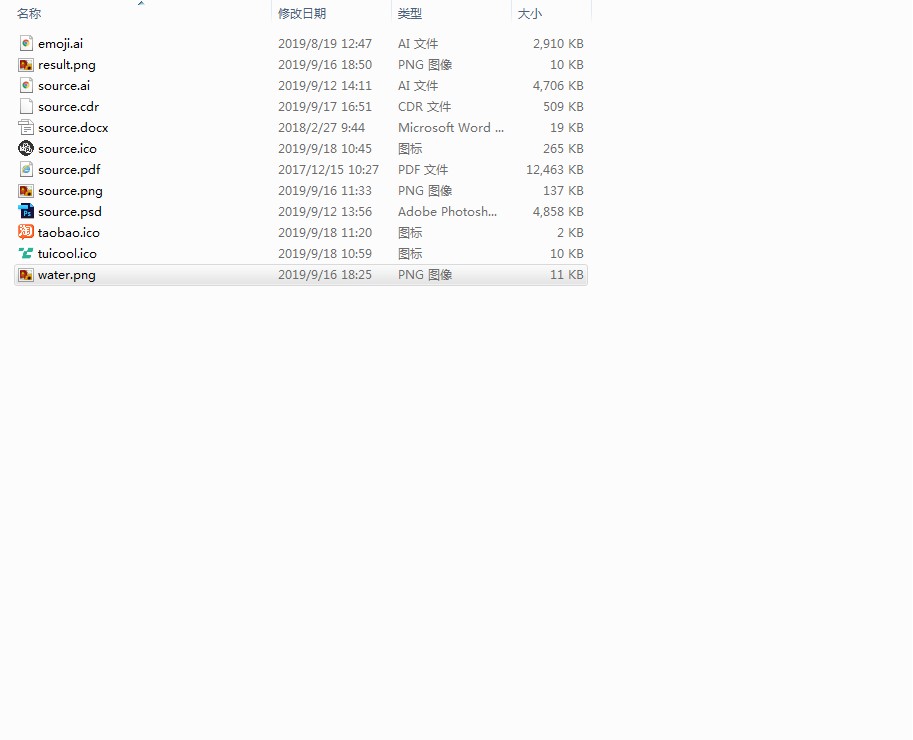 名称 修改日期 类型 大小
emoji.ai 2019/8/19 12:47 AI 文件 2,910 KB
result.png 2019/9/16 18:50 PNG 图像 10 KB
source.ai 2019/9/12 14:11 AI 文件 4,706 KB
source.cdr 2019/9/17 16:51 CDR 文件 509 KB
source.docx 2018/2/27 9:44 Microsoft Word ... 19 KB
source.ico 2019/9/18 10:45 图标 265 KB
source.pdf 2017/12/15 10:27 PDF 文件 12,463 KB
source.png 2019/9/16 11:33 PNG 图像 137 KB
source.psd 2019/9/12 13:56 Adobe Photosh... 4,858 KB
taobao.ico 2019/9/18 11:20 图标 2 KB
tuicool.ico 2019/9/18 10:59 图标 10 KB
water.png 2019/9/16 18:25 PNG 图像 11 KB